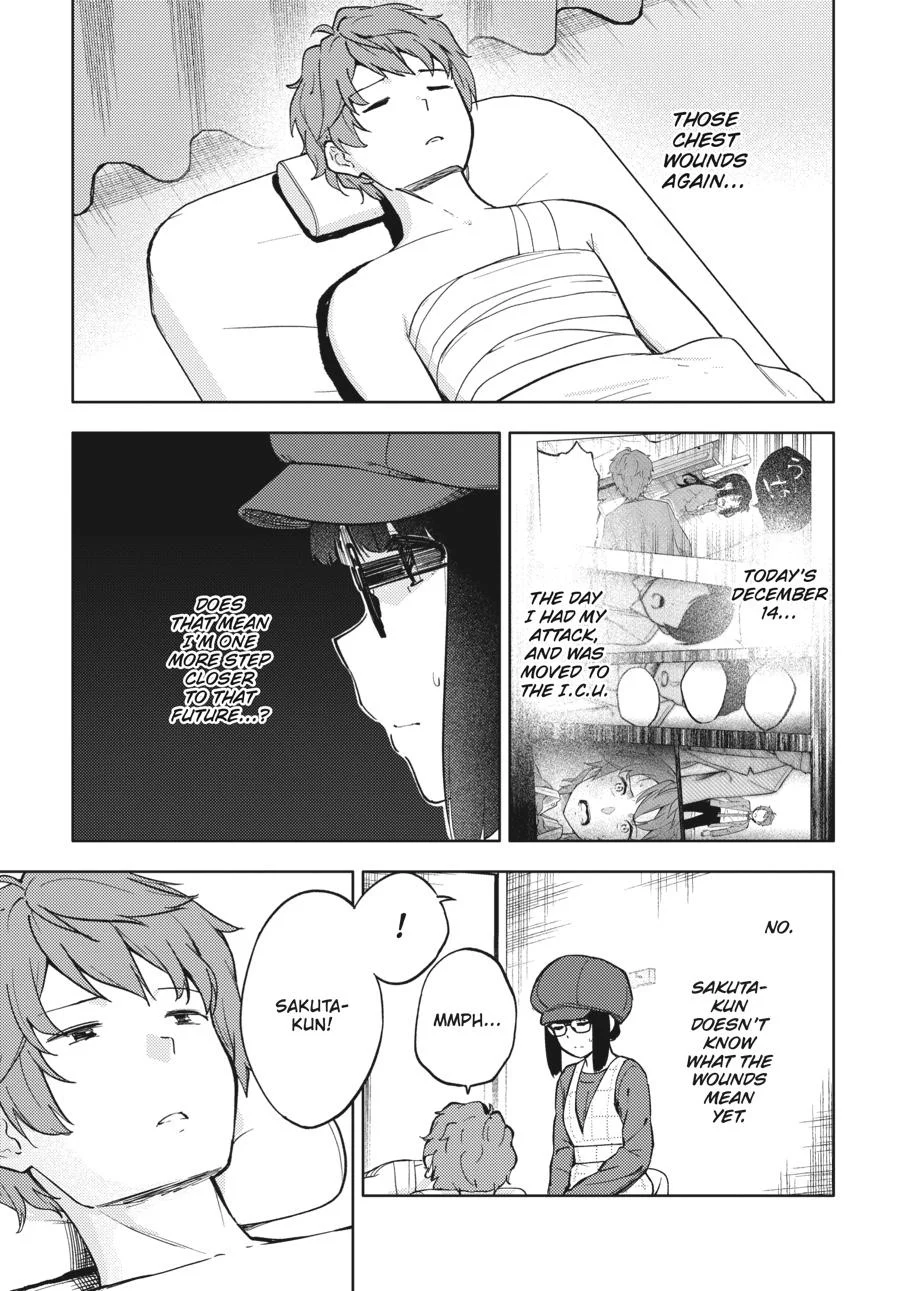 THOSE
CHEST
WOUNDS
AGAIN...
はぅ
TODAY'S
DECEMBER
14...
THE DAY
I HAD MY
ATTACK,
AND WAS
MOVED TO
THE I.C.U.
DOES
THAT MEAN
I'M ONE
MORE STEP
CLOSER
TO THAT
FUTURE...?
NO.
SAKUTA-
KUN
DOESN'T
KNOW
WHAT THE
WOUNDS
MEAN
YET.
MMPH...
!
SAKUTA-
KUN!